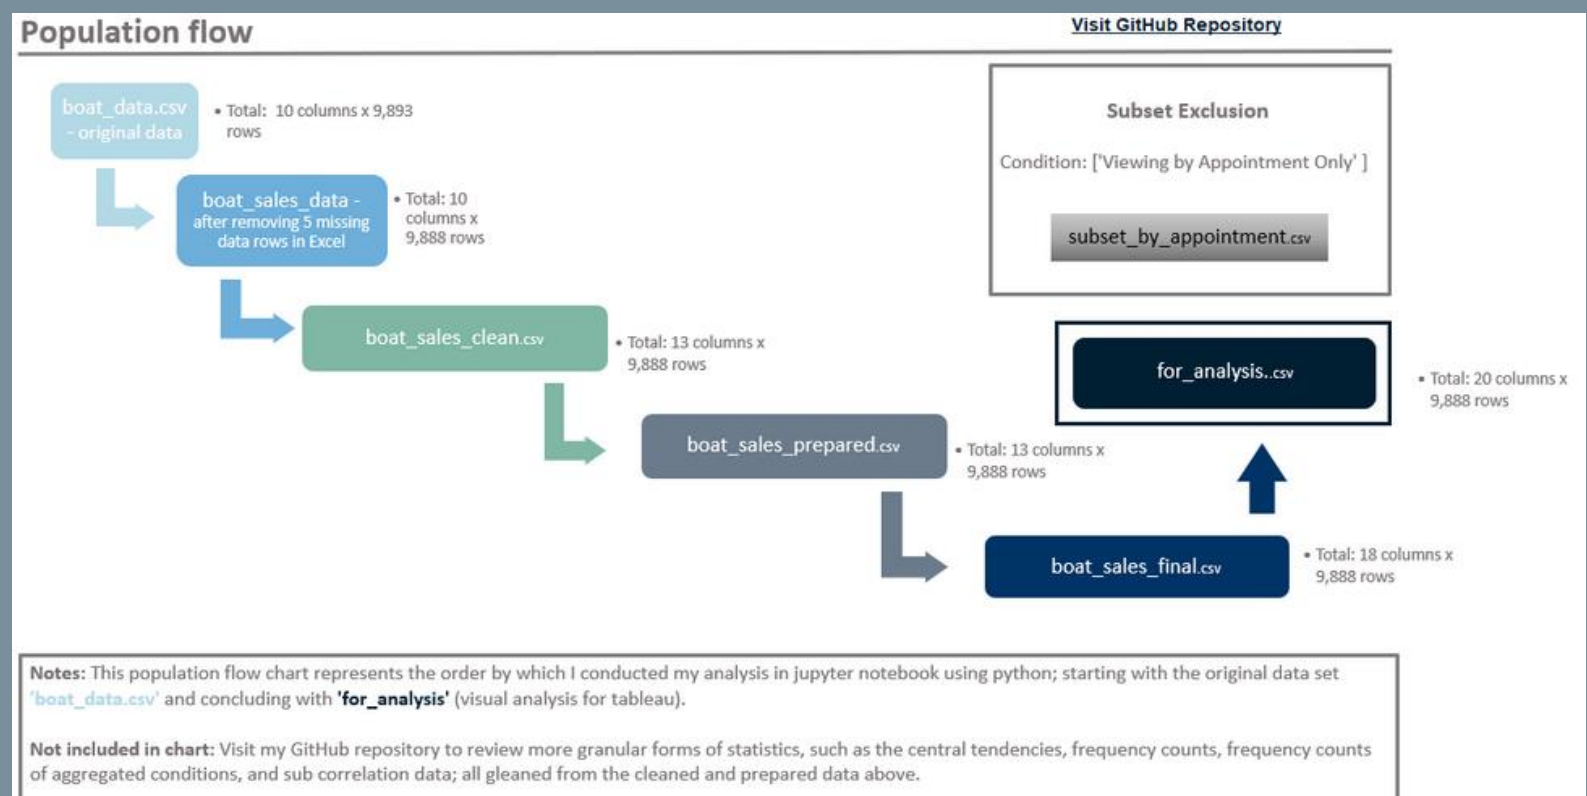 Population flow
Visit GitHub Repository
boat_data.csv
- original data
• Total: 10 columns x 9,893
rows
boat_sales_data -
after removing 5 missing
data rows in Excel
• Total: 10
columns x
9,888 rows
boat_sales_clean.csv
• Total: 13 columns x
9,888 rows
boat_sales_prepared.csv
• Total: 13 columns x
9,888 rows
boat_sales_final.csv
• Total: 18 columns x
9,888 rows
for_analysis..csv
• Total: 20 columns x
9,888 rows
Subset Exclusion
Condition: ['Viewing by Appointment Only' ]
subset_by_appointment.csv
Notes: This population flow chart represents the order by which I conducted my analysis in jupyter notebook using python; starting with the original data set
'boat_data.csv' and concluding with 'for_analysis' (visual analysis for tableau).
Not included in chart: Visit my GitHub repository to review more granular forms of statistics, such as the central tendencies, frequency counts, frequency counts
of aggregated conditions, and sub correlation data; all gleaned from the cleaned and prepared data above.